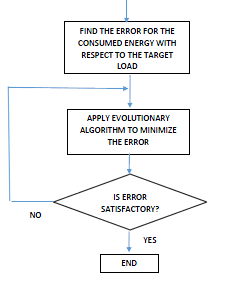 FIND THE ERROR FOR THE
CONSUMED ENERGY WITH
RESPECT TO THE TARGET
LOAD
APPLY EVOLUTIONARY
ALGORITHM TO MINIMIZE
THE ERROR
IS ERROR
SATISFACTORY?
NO
YES
END